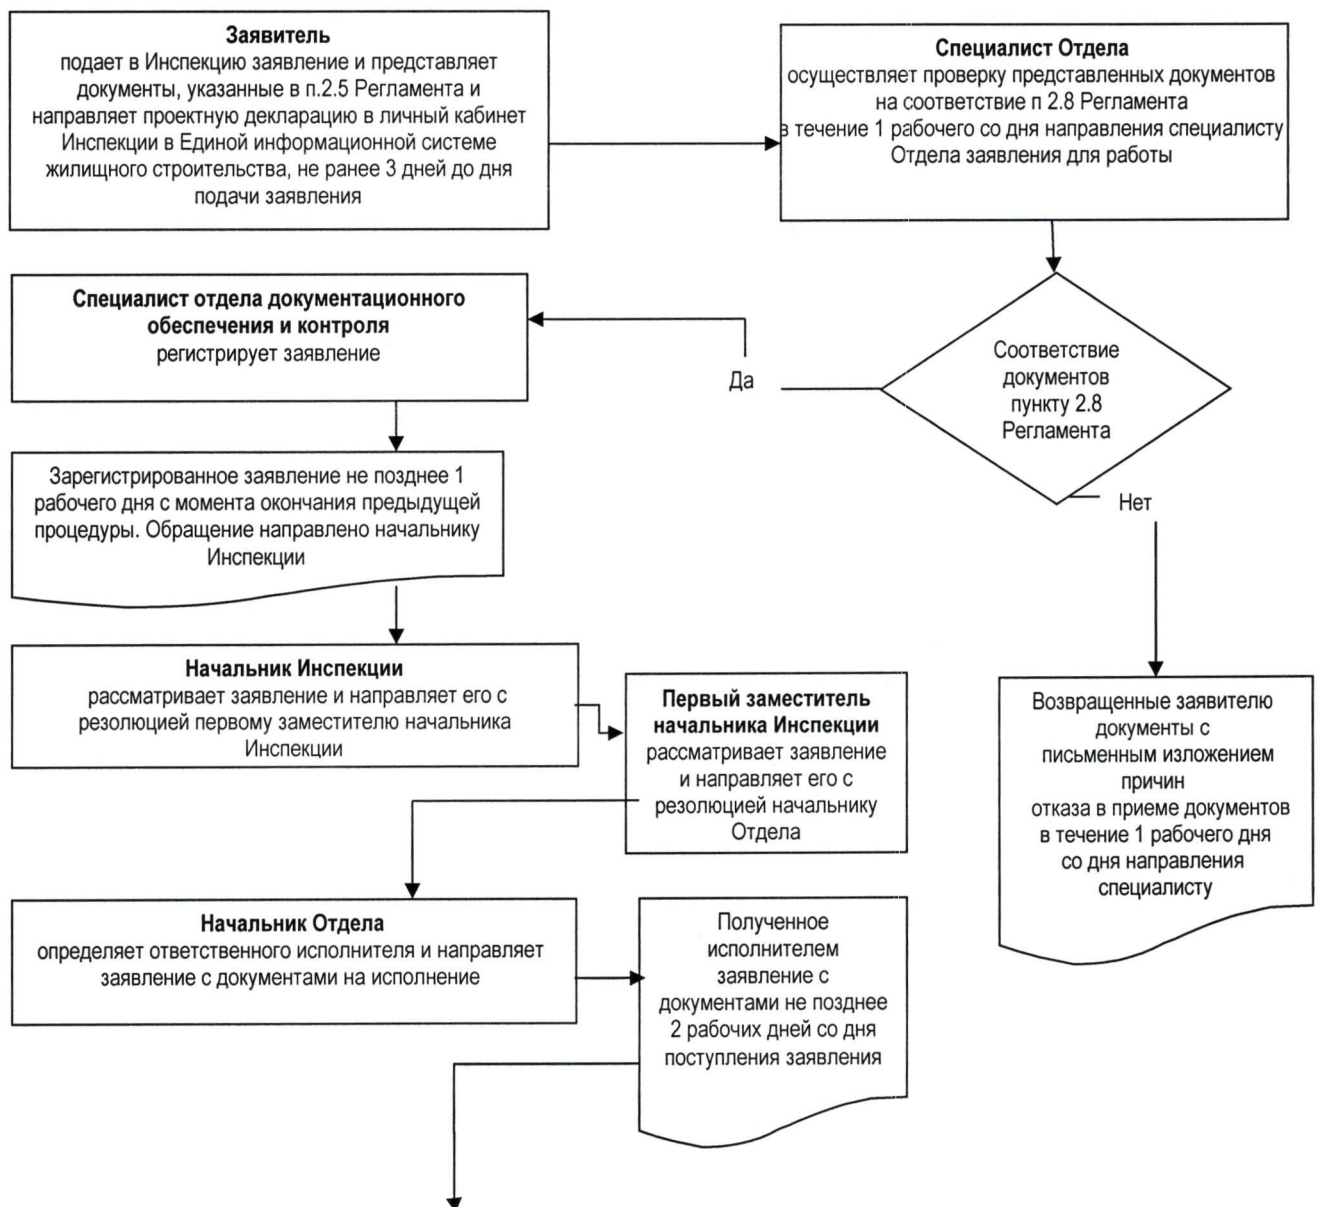 Заявитель
подает в Инспекцию заявление и представляет
документы, указанные в п.2.5 Регламента и
направляет проектную декларацию в личный кабинет
Инспекции в Единой информационной системе
жилищного строительства, не ранее 3 дней до дня
подачи заявления
Специалист Отдела
осуществляет проверку представленных документов
на соответствие п 2.8 Регламента
в течение 1 рабочего со дня направления специалисту
Отдела заявления для работы
Соответствие
документов
пункту 2.8
Регламента
Да
Нет
Специалист отдела документационного
обеспечения и контроля
регистрирует заявление
Зарегистрированное заявление не позднее 1
рабочего дня с момента окончания предыдущей
процедуры. Обращение направлено начальнику
Инспекции
Начальник Инспекции
рассматривает заявление и направляет его с
резолюцией первому заместителю начальника
Инспекции
Первый заместитель
начальника Инспекции
рассматривает заявление
и направляет его с
резолюцией начальнику
Отдела
Возвращенные заявителю
документы с
письменным изложением
причин
отказа в приеме документов
в течение 1 рабочего дня
со дня направления
специалисту
Начальник Отдела
определяет ответственного исполнителя и направляет
заявление с документами на исполнение
Полученное
исполнителем
заявление с
документами не позднее
2 рабочих дней со дня
поступления заявления